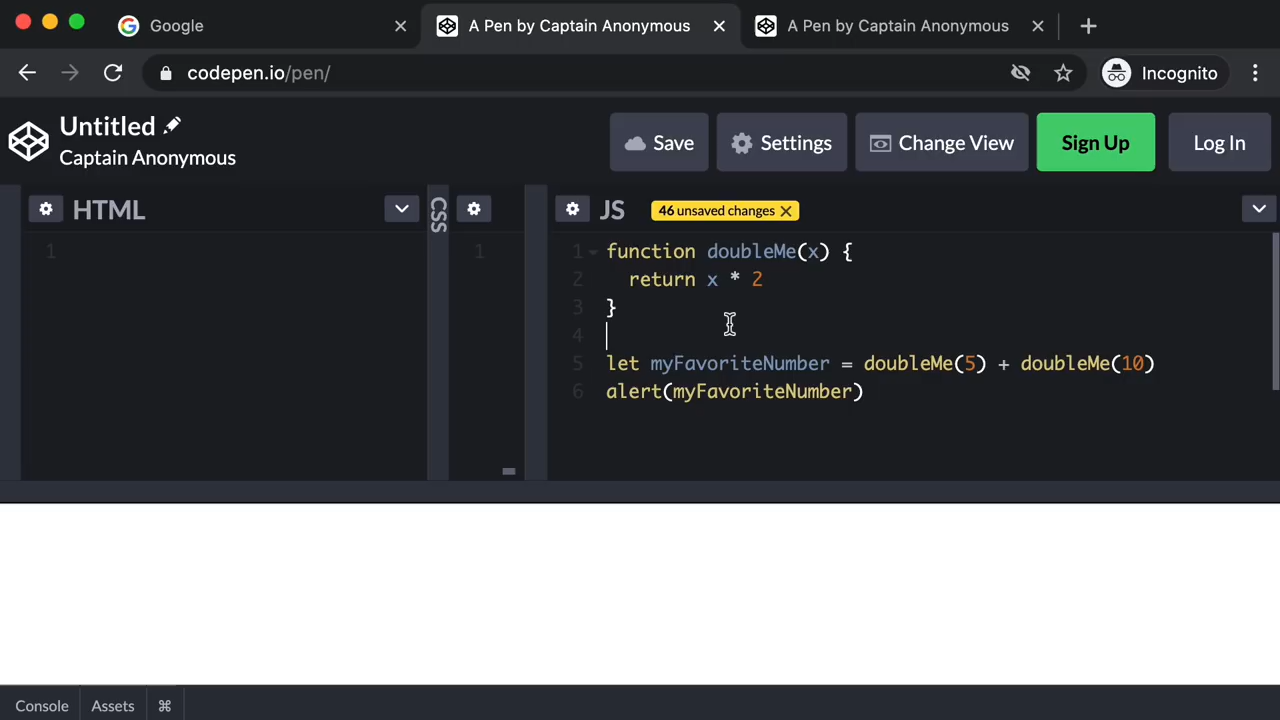 Google
A Pen by Captain Anonymous
A Pen by Captain Anonymous
codepen.io/pen/
Incognito
Untitled
Captain Anonymous
Save
Settings
Change View
Sign Up
Log In
HTML
CSS
JS
46 unsaved changes
1
1
1 function doubleMe(x) {
2 return x * 2
3 }
4
5 let myFavoriteNumber = doubleMe(5) + doubleMe(10)
6 alert(myFavoriteNumber)
Console
Assets
⌘